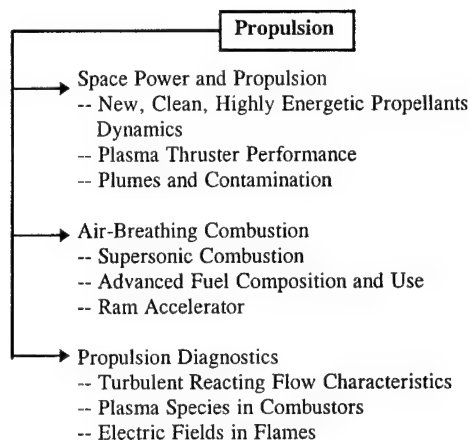 Propulsion
Space Power and Propulsion
-- New, Clean, Highly Energetic Propellants
Dynamics
-- Plasma Thruster Performance
-- Plumes and Contamination
Air-Breathing Combustion
-- Supersonic Combustion
-- Advanced Fuel Composition and Use
-- Ram Accelerator
Propulsion Diagnostics
-- Turbulent Reacting Flow Characteristics
-- Plasma Species in Combustors
-- Electric Fields in Flames